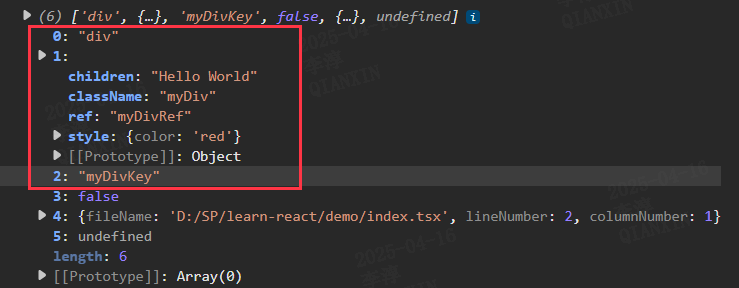 (6) ['div', {…}, 'myDivKey', false, {…}, undefined] i
0: "div"
1:
children: "Hello World"
className: "myDiv"
ref: "myDivRef"
style: {color: 'red'}
[[Prototype]]: Object
2: "myDivKey"
3: false
4: {fileName: 'D:/SP/learn-react/demo/index.tsx', lineNumber: 2, columnNumber: 1}
5: undefined
length: 6
[[Prototype]]: Array(0)